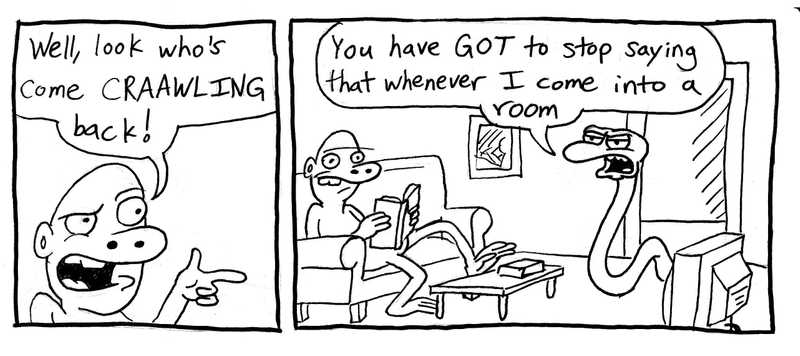 Well, look who's
come CRAAWLING
back!
You have GOT to stop saying
that whenever I come into a
room